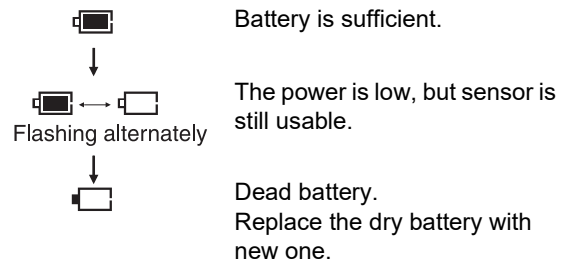 Battery is sufficient.
The power is low, but sensor is
still usable.
Flashing alternately
Dead battery.
Replace the dry battery with
new one.